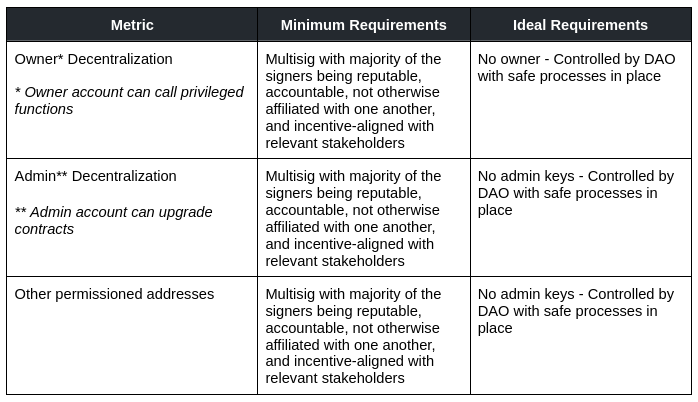 Metric
Minimum Requirements
Ideal Requirements
Owner* Decentralization
* Owner account can call privileged
functions
Multisig with majority of the
signers being reputable,
accountable, not otherwise
affiliated with one another,
and incentive-aligned with
relevant stakeholders
No owner - Controlled by DAO
with safe processes in place
Admin** Decentralization
** Admin account can upgrade
contracts
Multisig with majority of the
signers being reputable,
accountable, not otherwise
affiliated with one another,
and incentive-aligned with
relevant stakeholders
No admin keys - Controlled by
DAO with safe processes in
place
Other permissioned addresses
Multisig with majority of the
signers being reputable,
accountable, not otherwise
affiliated with one another,
and incentive-aligned with
relevant stakeholders
No admin keys - Controlled by
DAO with safe processes in
place